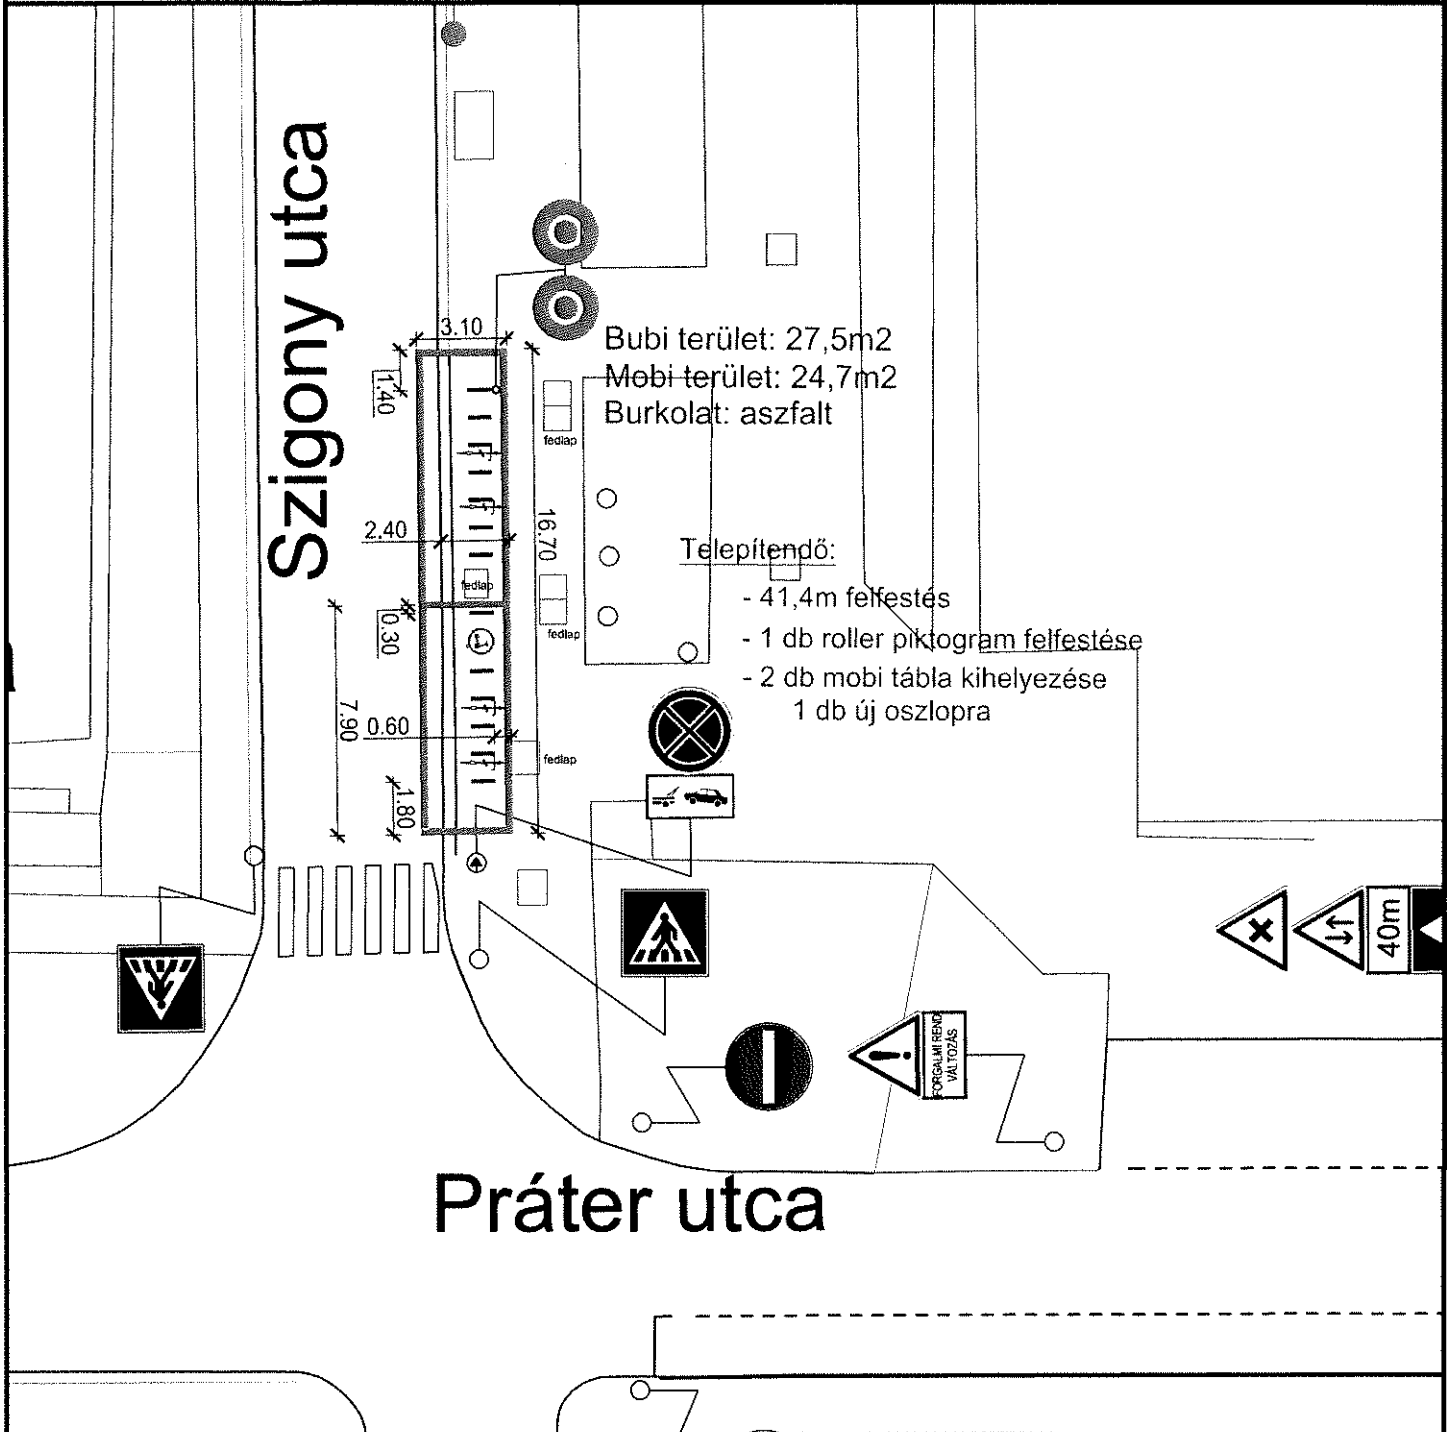 Szigony utca
3.10
1.40
Bubi terület: 27,5m2
Mobi terület: 24,7m2
Burkolat: aszfalt
fedlap
2.40
16.70
Telepítendő:
fedlap
- 41,4m felfestés
0.30
fedlap
- 1 db roller piktogram felfestése
- 2 db mobi tábla kihelyezése
1 db új oszlopra
7.90
0.60
fedlap
1.80
40m
FORGALMI REND
VÁLTOZÁS
Práter utca